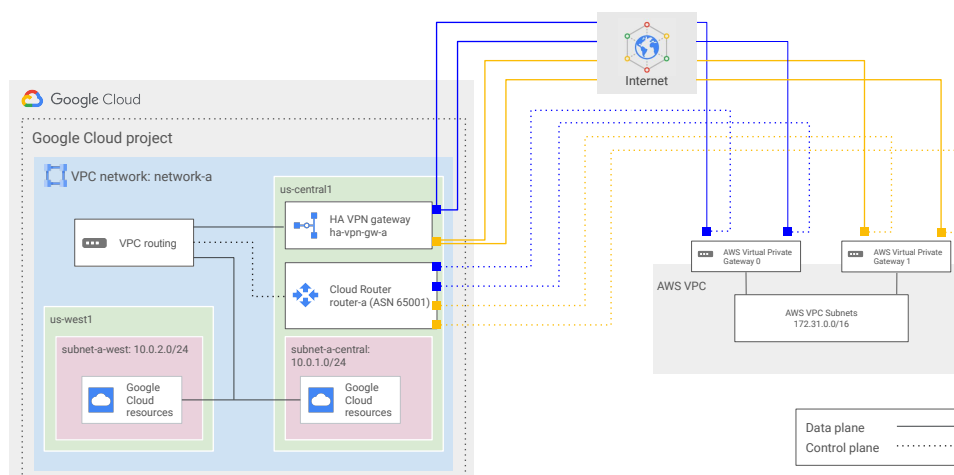 Internet
Google Cloud
Google Cloud project
VPC network: network-a
us-central1
HA VPN gateway
ha-vpn-gw-a
VPC routing
Cloud Router
router-a (ASN 65001)
us-west1
subnet-a-west: 10.0.2.0/24
Google
Cloud
resources
subnet-a-central:
10.0.1.0/24
Google
Cloud
resources
AWS Virtual Private
Gateway 0
AWS Virtual Private
Gateway 1
AWS VPC
AWS VPC Subnets
172.31.0.0/16
Data plane
Control plane